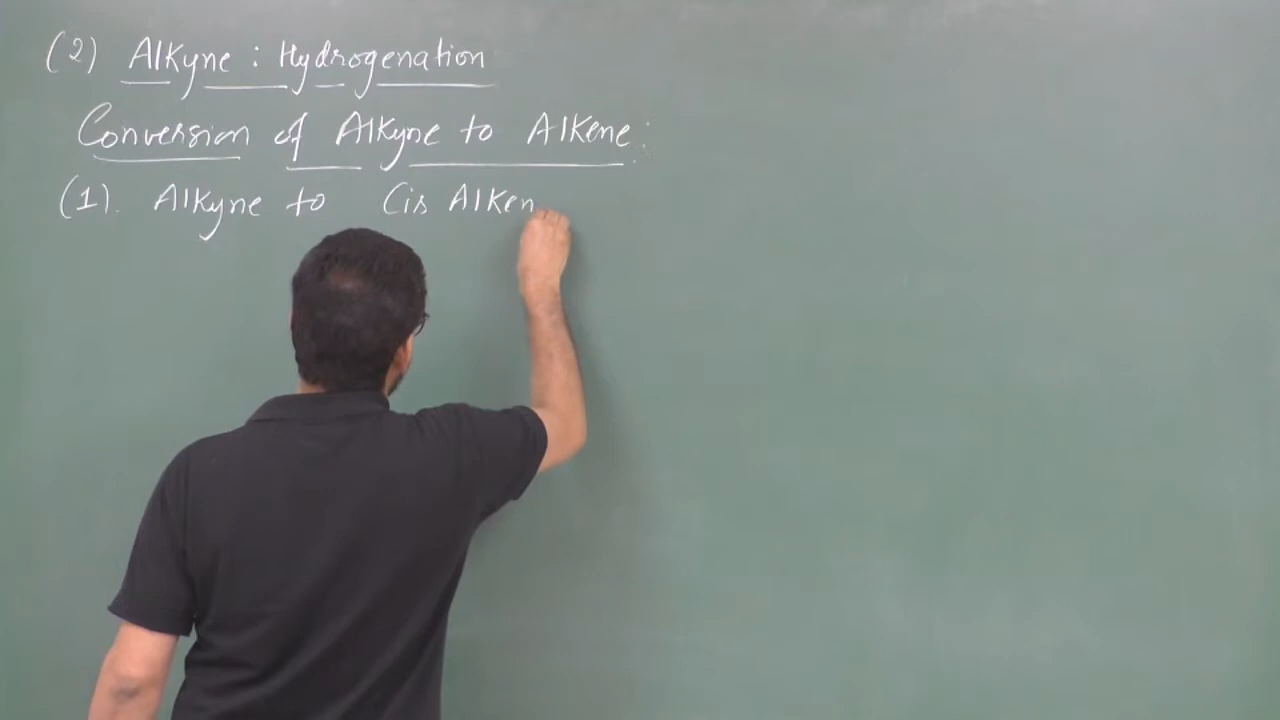 (2) Alkyne : Hydrogenation
Conversion of Alkyne to Alkene :
(1). Alkyne to Cis Alken